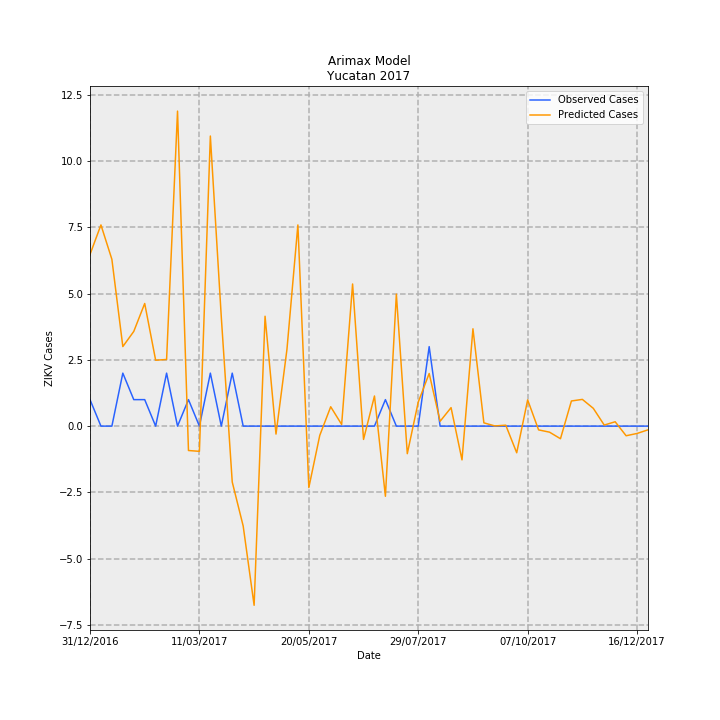 Arimax Model
Yucatan 2017
Observed Cases
Predicted Cases
12.5
10.0
7.5
5.0
2.5
0.0
−2.5
−5.0
−7.5
ZIKV Cases
31/12/2016 11/03/2017 20/05/2017 29/07/2017 07/10/2017 16/12/2017
Date